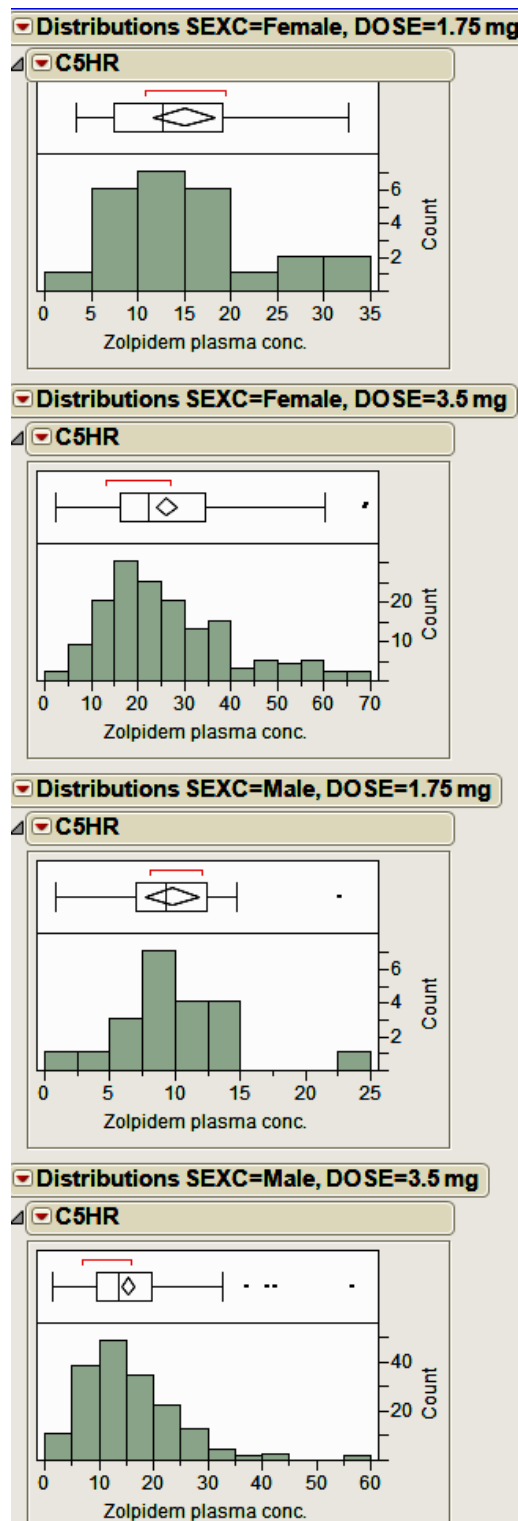 Distributions SEXC=Female, DOSE=1.75 mg
C5HR
6
4
2
Count
0 5 10 15 20 25 30 35
Zolpidem plasma conc.
Distributions SEXC=Female, DOSE=3.5 mg
C5HR
20
10
Count
0 10 20 30 40 50 60 70
Zolpidem plasma conc.
Distributions SEXC=Male, DOSE=1.75 mg
C5HR
6
4
2
Count
0 5 10 15 20 25
Zolpidem plasma conc.
Distributions SEXC=Male, DOSE=3.5 mg
C5HR
40
20
Count
0 10 20 30 40 50 60
Zolpidem plasma conc.